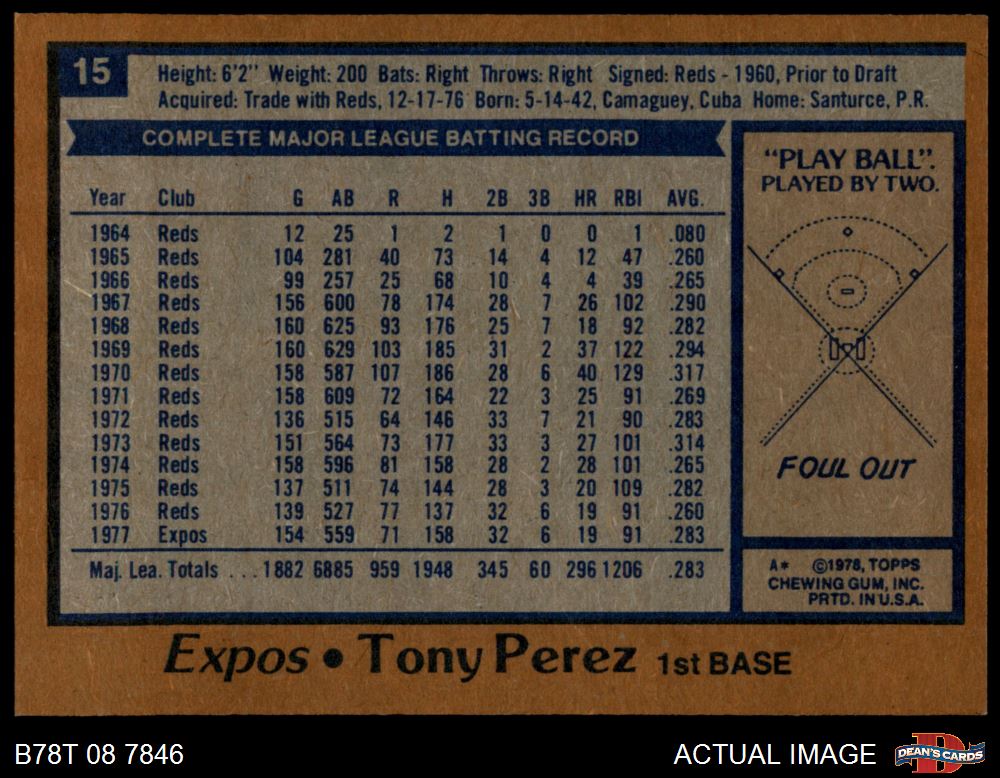 15
Height: 6'2" Weight: 200 Bats: Right Throws: Right Signed: Reds - 1960, Prior to Draft
Acquired: Trade with Reds, 12-17-76 Born: 5-14-42, Camaguey, Cuba Home: Santurce, P.R.
COMPLETE MAJOR LEAGUE BATTING RECORD
Year Club G AB R H 2B 3B HR RBI AVG.
1964 Reds 12 25 1 2 1 0 0 1 .080
1965 Reds 104 281 40 73 14 4 12 47 .260
1966 Reds 99 257 25 68 10 4 4 39 .265
1967 Reds 156 600 78 174 28 7 26 102 .290
1968 Reds 160 625 93 176 25 7 18 92 .282
1969 Reds 160 629 103 185 31 2 37 122 .294
1970 Reds 158 587 107 186 28 6 40 129 .317
1971 Reds 158 609 72 164 22 3 25 91 .269
1972 Reds 136 515 64 146 33 7 21 90 .283
1973 Reds 151 564 73 177 33 3 27 101 .314
1974 Reds 158 596 81 158 28 2 28 101 .265
1975 Reds 137 511 74 144 28 3 20 109 .282
1976 Reds 139 527 77 137 32 6 19 91 .260
1977 Expos 154 559 71 158 32 6 19 91 .283
Maj. Lea. Totals ... 1882 6885 959 1948 345 60 296 1206 .283
"PLAY BALL".
PLAYED BY TWO.
FOUL OUT
A* ©1978, TOPPS
CHEWING GUM, INC.
PRTD. IN U.S.A.
Expos • Tony Perez 1st BASE
B78T 08 7846
ACTUAL IMAGE
DEAN'S CARDS